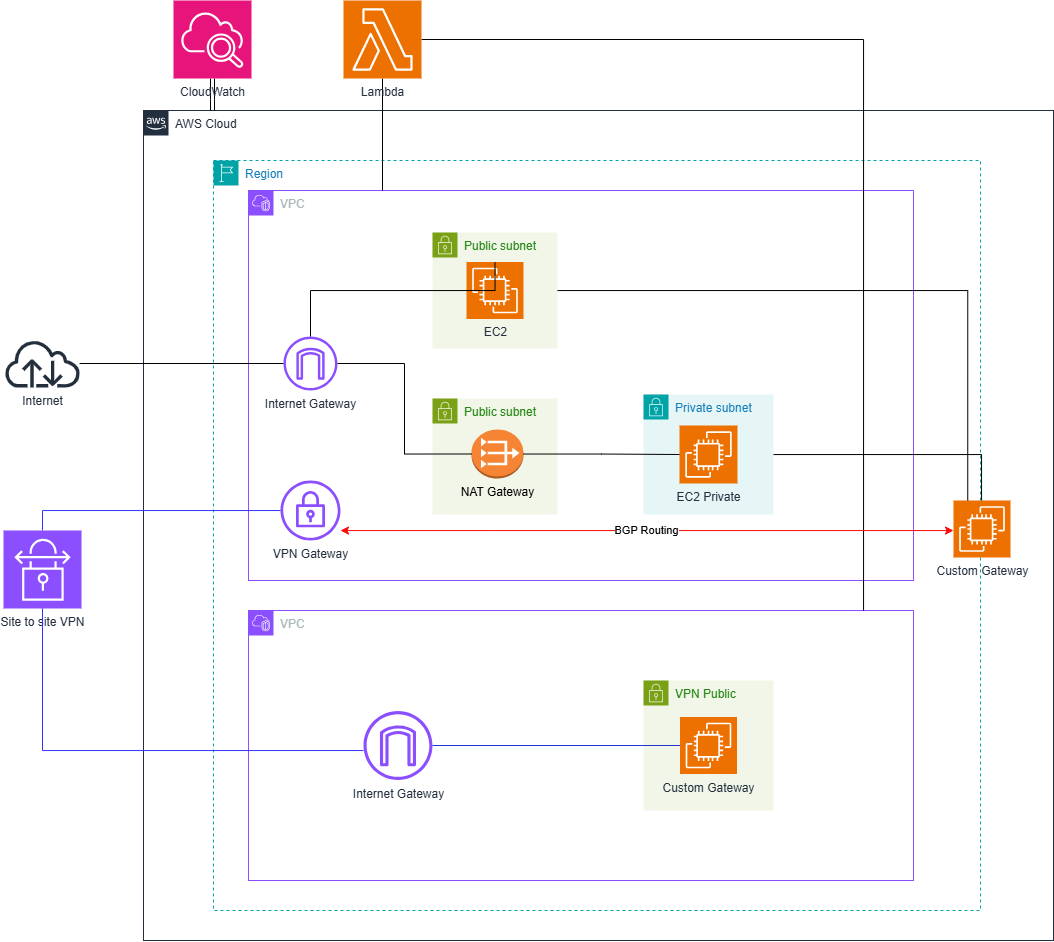 CloudWatch
Lambda
aws
AWS Cloud
Region
VPC
Public subnet
EC2
Internet
Internet Gateway
Public subnet
NAT Gateway
Private subnet
EC2 Private
VPN Gateway
BGP Routing
Custom Gateway
Site to site VPN
VPC
VPN Public
Internet Gateway
Custom Gateway